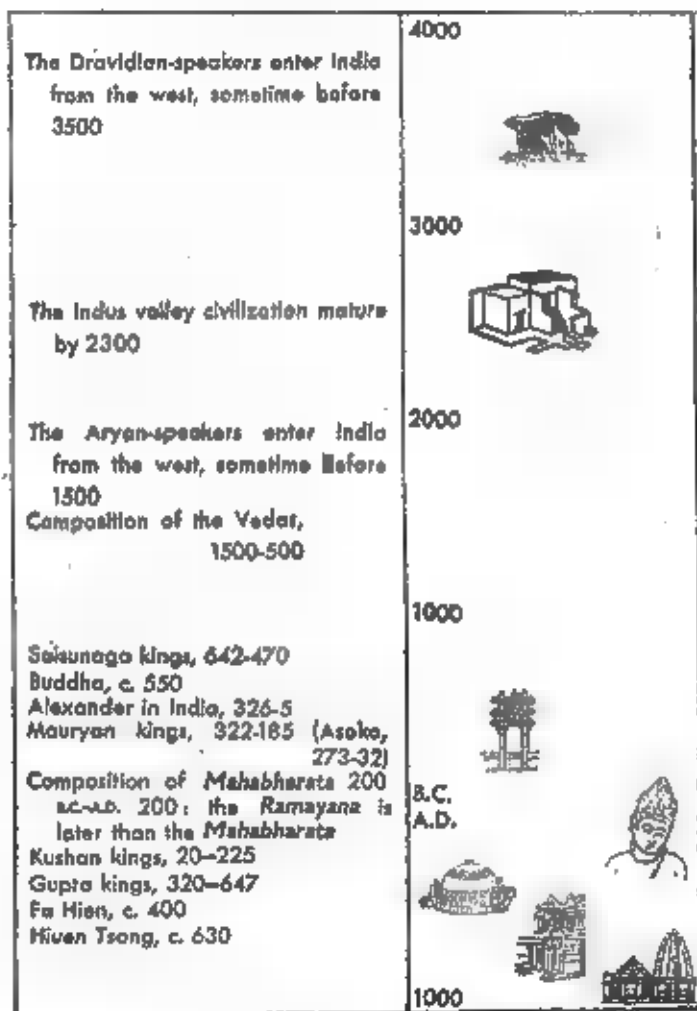 4000
The Dravidian-speakers enter India
from the west, sometime before
3500
3000
The Indus valley civilization mature
by 2300
2000
The Aryan-speakers enter India
from the west, sometime Before
1500
Composition of the Vedas,
1500-500
1000
Saisunaga kings, 642-470
Buddha, c. 550
Alexander in India, 326-5
Mauryan kings, 322-185 (Asoka,
273-32)
Composition of Mahabharata 200
B.C.-A.D. 200: the Ramayana is
later than the Mahabharata
B.C.
A.D.
Kushan kings, 20-225
Gupta kings, 320-647
Fa Hien, c. 400
Hiuen Tsong, c. 630
1000